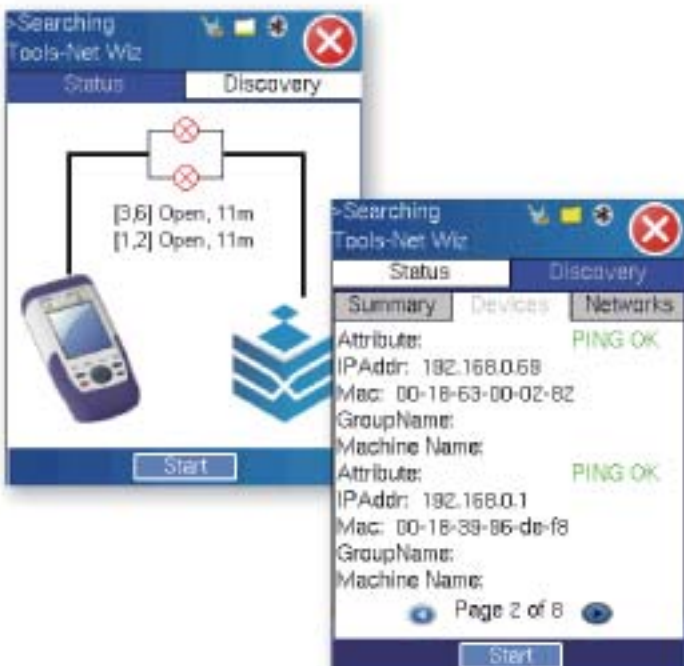 >Searching
Tools-Net Wiz
Status Discovery
[3,6] Open, 11m
[1,2] Open, 11m
Start
>Searching
Tools-Net Wiz
Status Discovery
Summary Devices Networks
Attribute: PING OK
IPAddr: 192.168.0.69
Mac: 00-18-63-00-02-82
GroupName:
Machine Name:
Attribute: PING OK
IPAddr: 192.168.0.1
Mac: 00-18-39-96-de-f8
GroupName:
Machine Name:
Page 2 of 8
Start